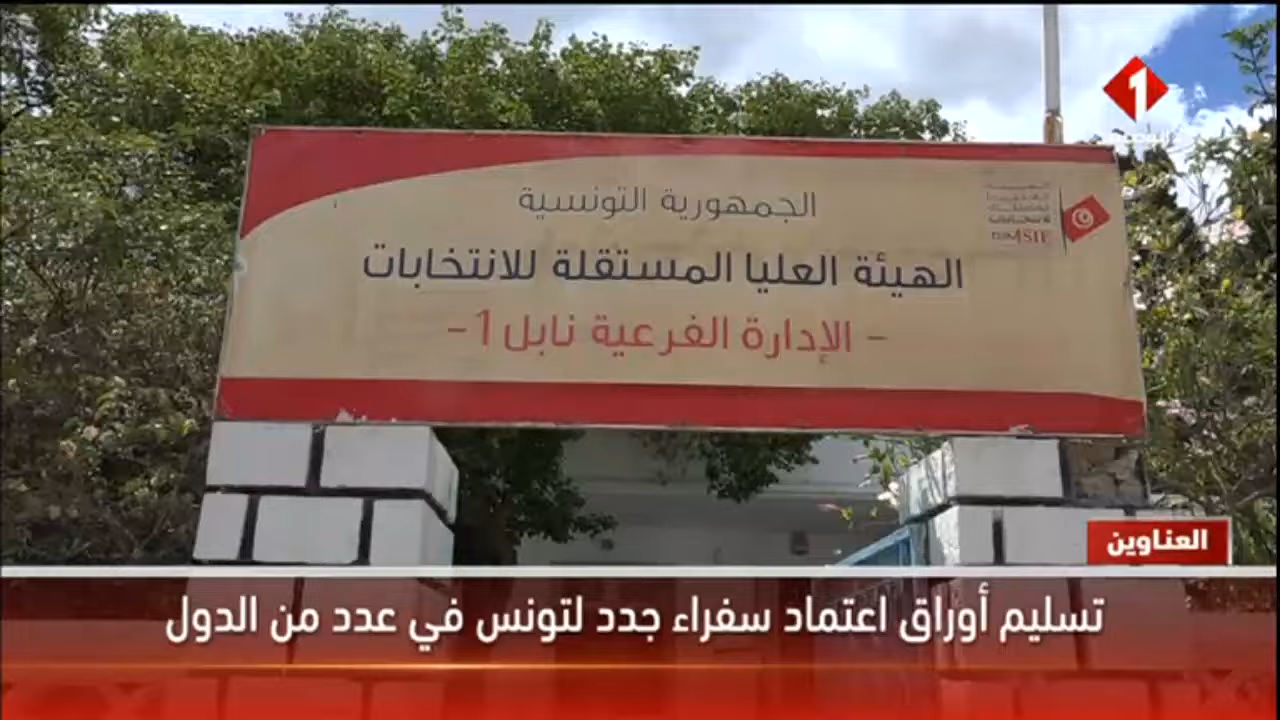 1
الجمهورية التونسية
الهيئة العليا المستقلة للانتخابات
- الإدارة الفرعية نابل 1 -
العناوين
تسليم أوراق اعتماد سفراء جدد لتونس في عدد من الدول